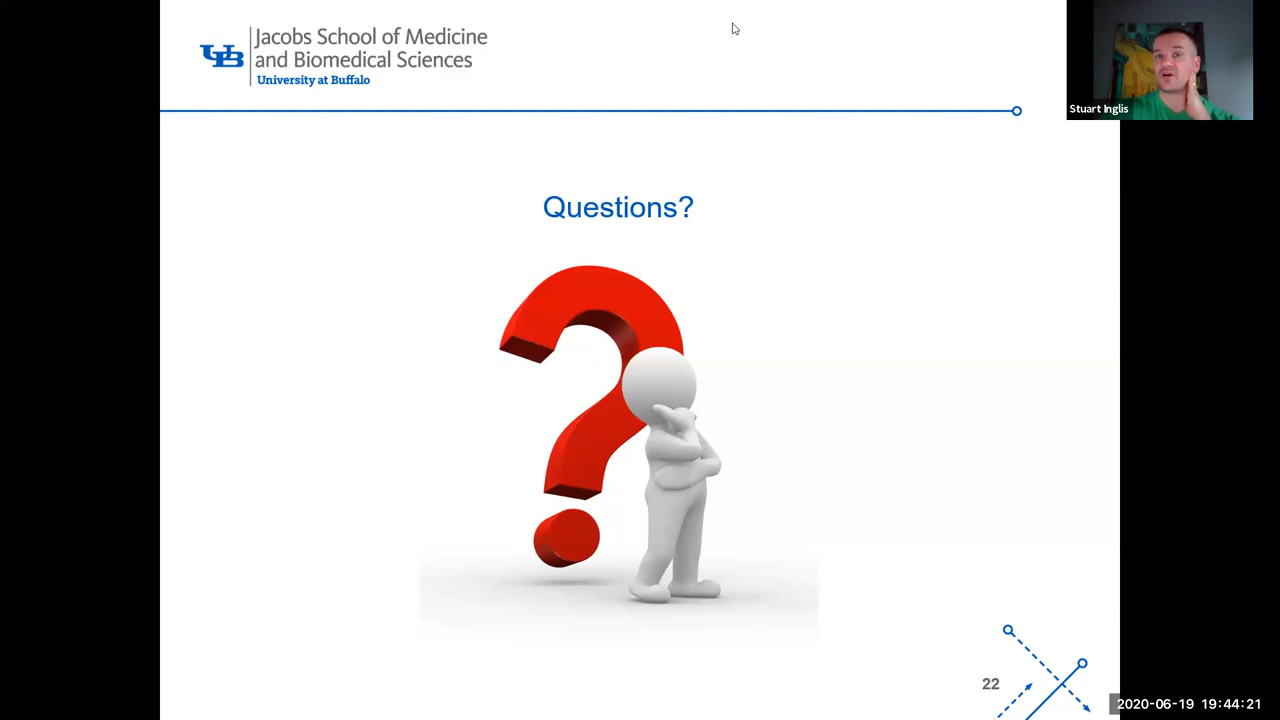 Jacobs School of Medicine
and Biomedical Sciences
University at Buffalo
UB
Stuart Inglis
Questions?
?
22
2020-06-19 19:44:21